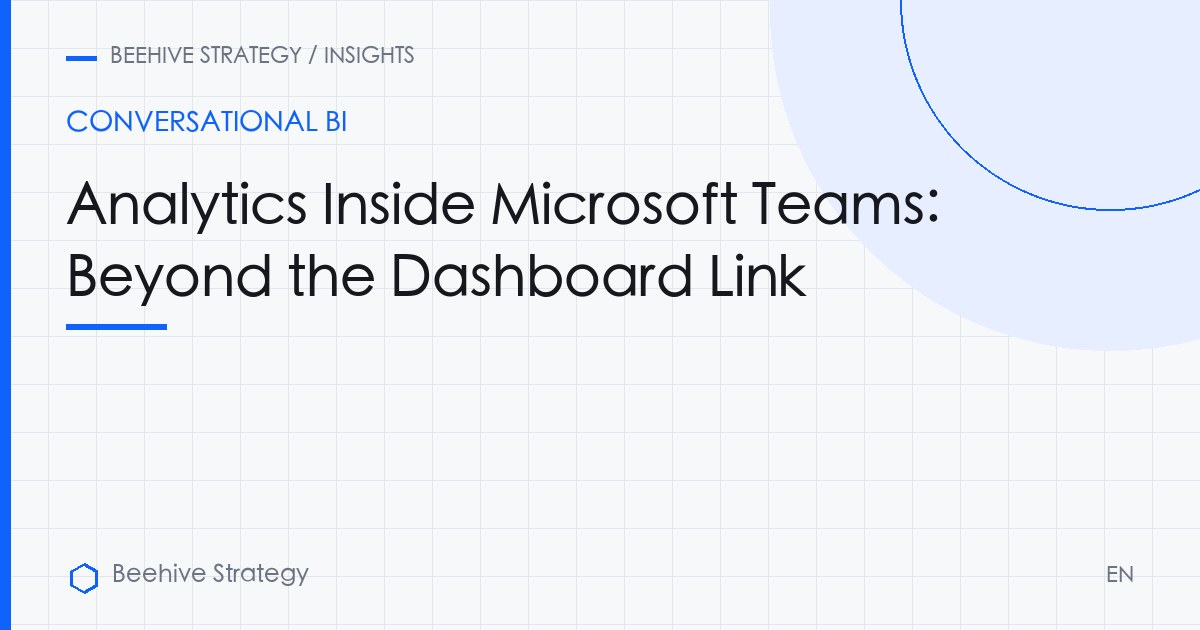 BEEHIVE STRATEGY / INSIGHTS
CONVERSATIONAL BI
Analytics Inside Microsoft Teams:
Beyond the Dashboard Link
Beehive Strategy
EN